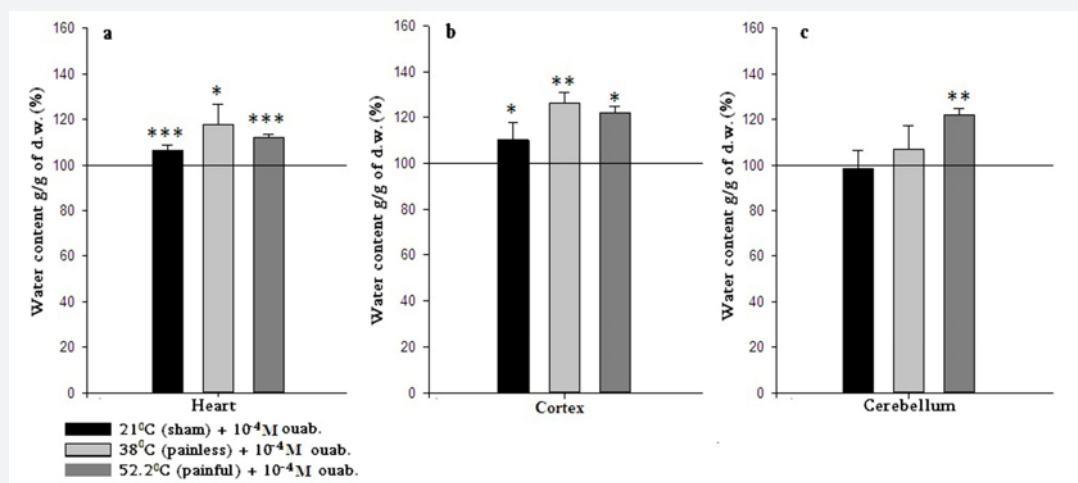 a
b
c
Water content g/g of d.w. (%)
160
140
120
100
80
60
40
20
0
*** * ***
Heart
Water content g/g of d.w. (%)
160
140
120
100
80
60
40
20
0
* ** *
Cortex
Water content g/g of d.w. (%)
160
140
120
100
80
60
40
20
0
**
Cerebellum
21⁰C (sham) + 10⁻⁴M ouab.
38⁰C (painless) + 10⁻⁴M ouab.
52.2⁰C (painful) + 10⁻⁴M ouab.